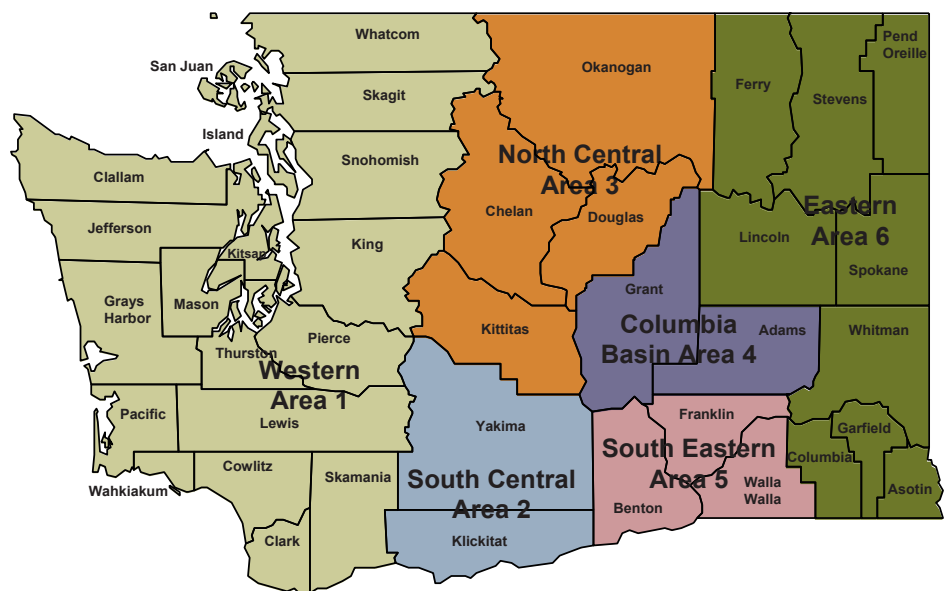 Whatcom
San Juan
Skagit
Island
Snohomish
Clallam
Jefferson
King
Kitsap
Grays
Harbor
Mason
Thurston
Pierce
Western
Area 1
Pacific
Lewis
Wahkiakum
Cowlitz
Skamania
Clark
Okanogan
North Central
Area 3
Chelan
Douglas
Kittitas
Yakima
South Central
Area 2
Klickitat
Grant
Columbia
Basin Area 4
Adams
Franklin
South Eastern
Area 5
Benton
Walla
Walla
Ferry
Stevens
Pend
Oreille
Eastern
Area 6
Lincoln
Spokane
Whitman
Columbia
Garfield
Asotin